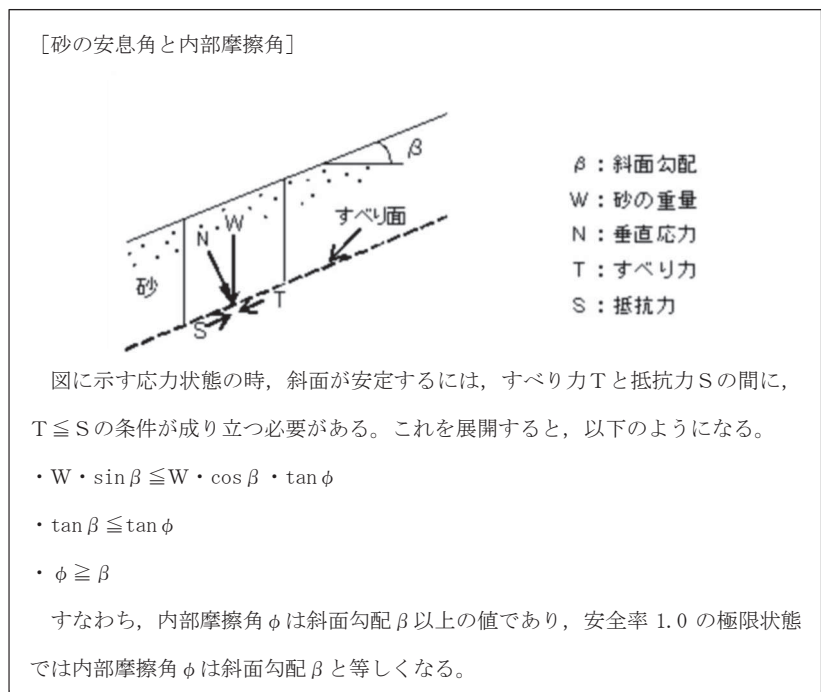 [砂の安息角と内部摩擦角]
β
W
N
すべり面
砂
T
S
β:斜面勾配
W:砂の重量
N:垂直応力
T:すべり力
S:抵抗力
図に示す応力状態の時,斜面が安定するには,すべり力Tと抵抗力Sの間に,
T≦Sの条件が成り立つ必要がある。これを展開すると,以下のようになる。
・W・sinβ≦W・cosβ・tanφ
・tanβ≦tanφ
・φ≧β
すなわち,内部摩擦角φは斜面勾配β以上の値であり,安全率 1.0 の極限状態
では内部摩擦角φは斜面勾配βと等しくなる。